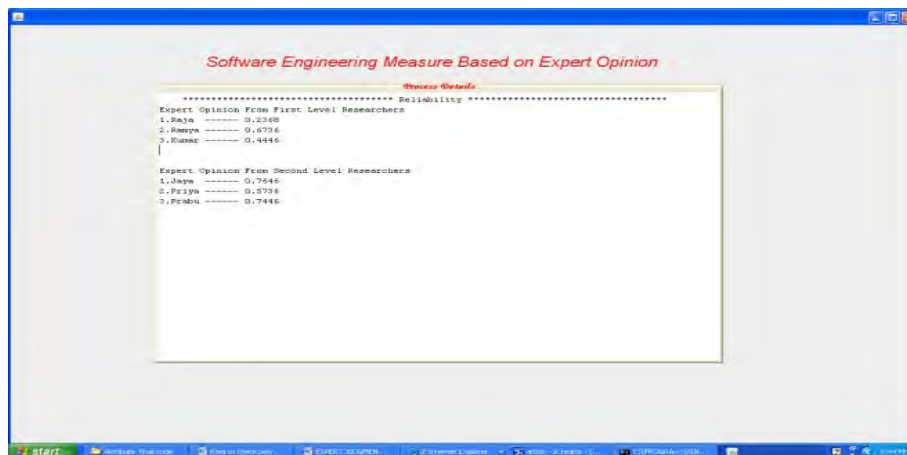 Software Engineering Measure Based on Expert Opinion
Process Details
************************************ Reliability **********************************
Expert Opinion From First Level Researchers
1.Raja ------ 0.2368
2.Ramya ------ 0.6736
3.Kumar ------ 0.4446
Expert Opinion From Second Level Researchers
1.Jaya ------ 0.7646
2.Priya ------ 0.5736
3.Prabu ------ 0.7446
start